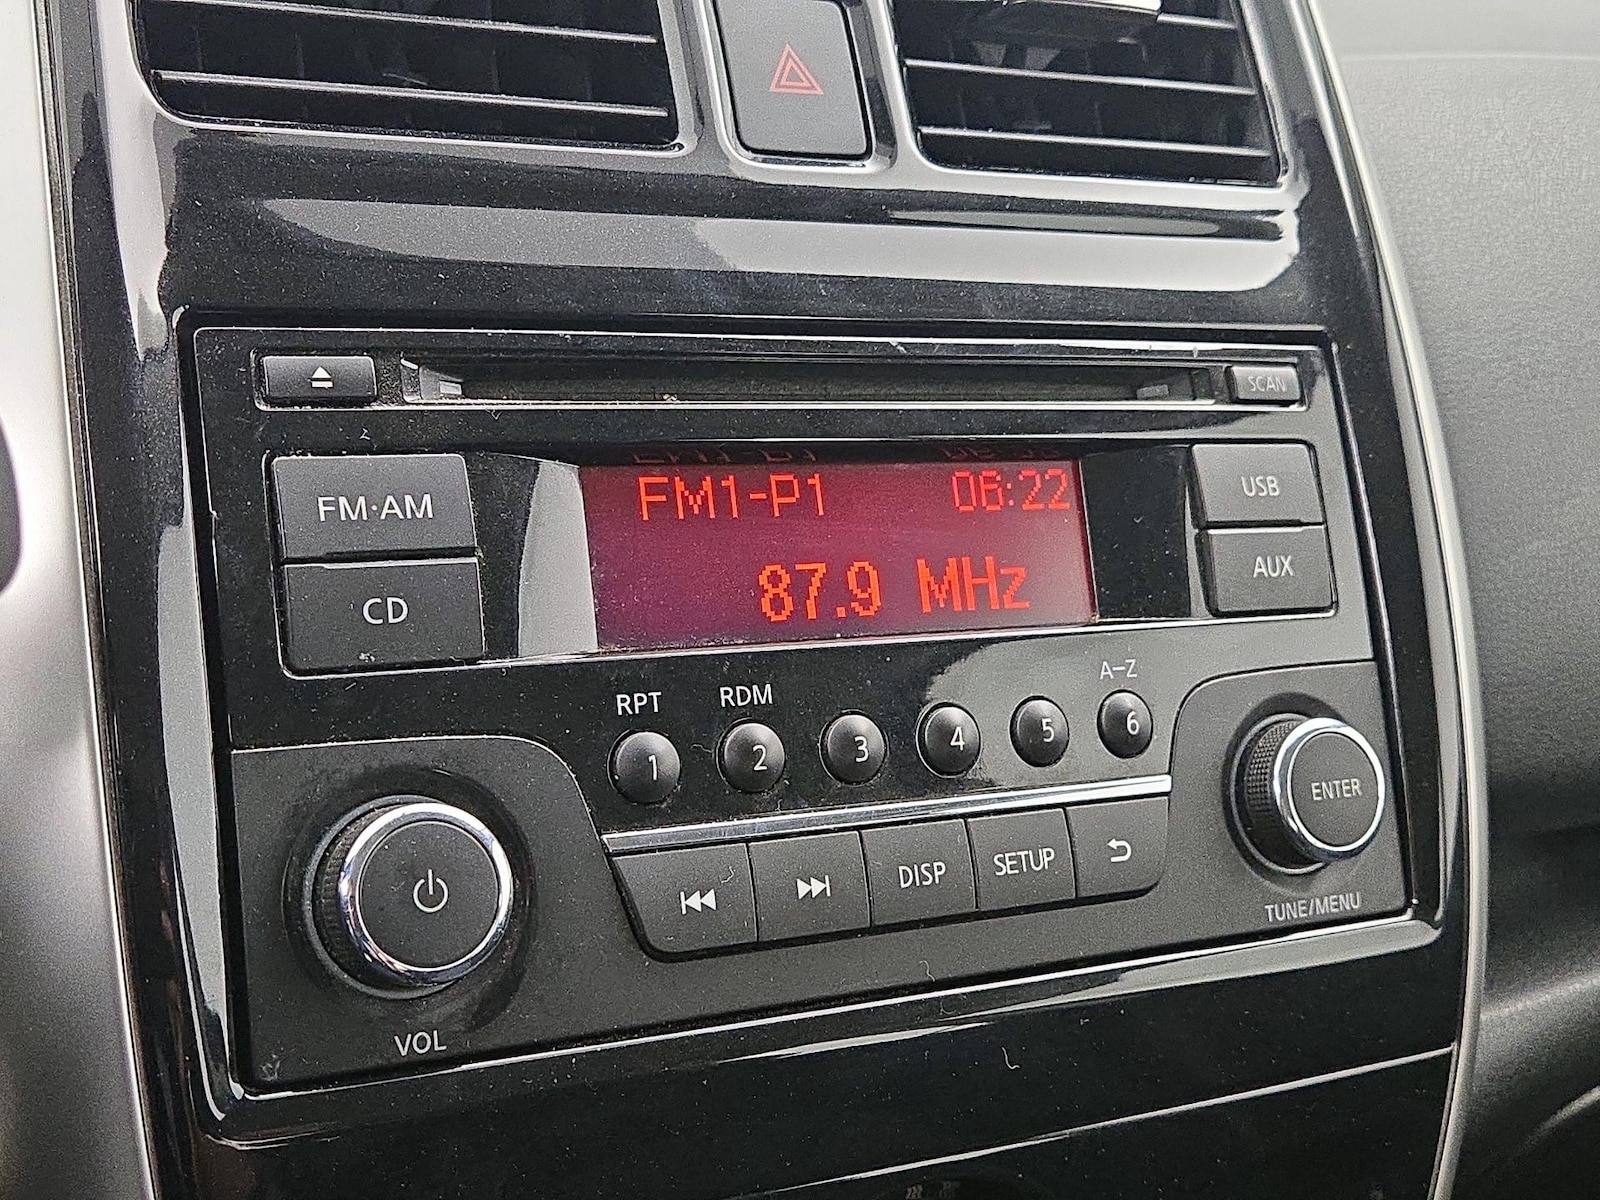 SCAN
FM·AM
FM1-P1 06:22
USB
87.9 MHz
AUX
CD
RPT RDM A-Z
1 2 3 4 5 6
ENTER
DISP SETUP
TUNE/MENU
VOL